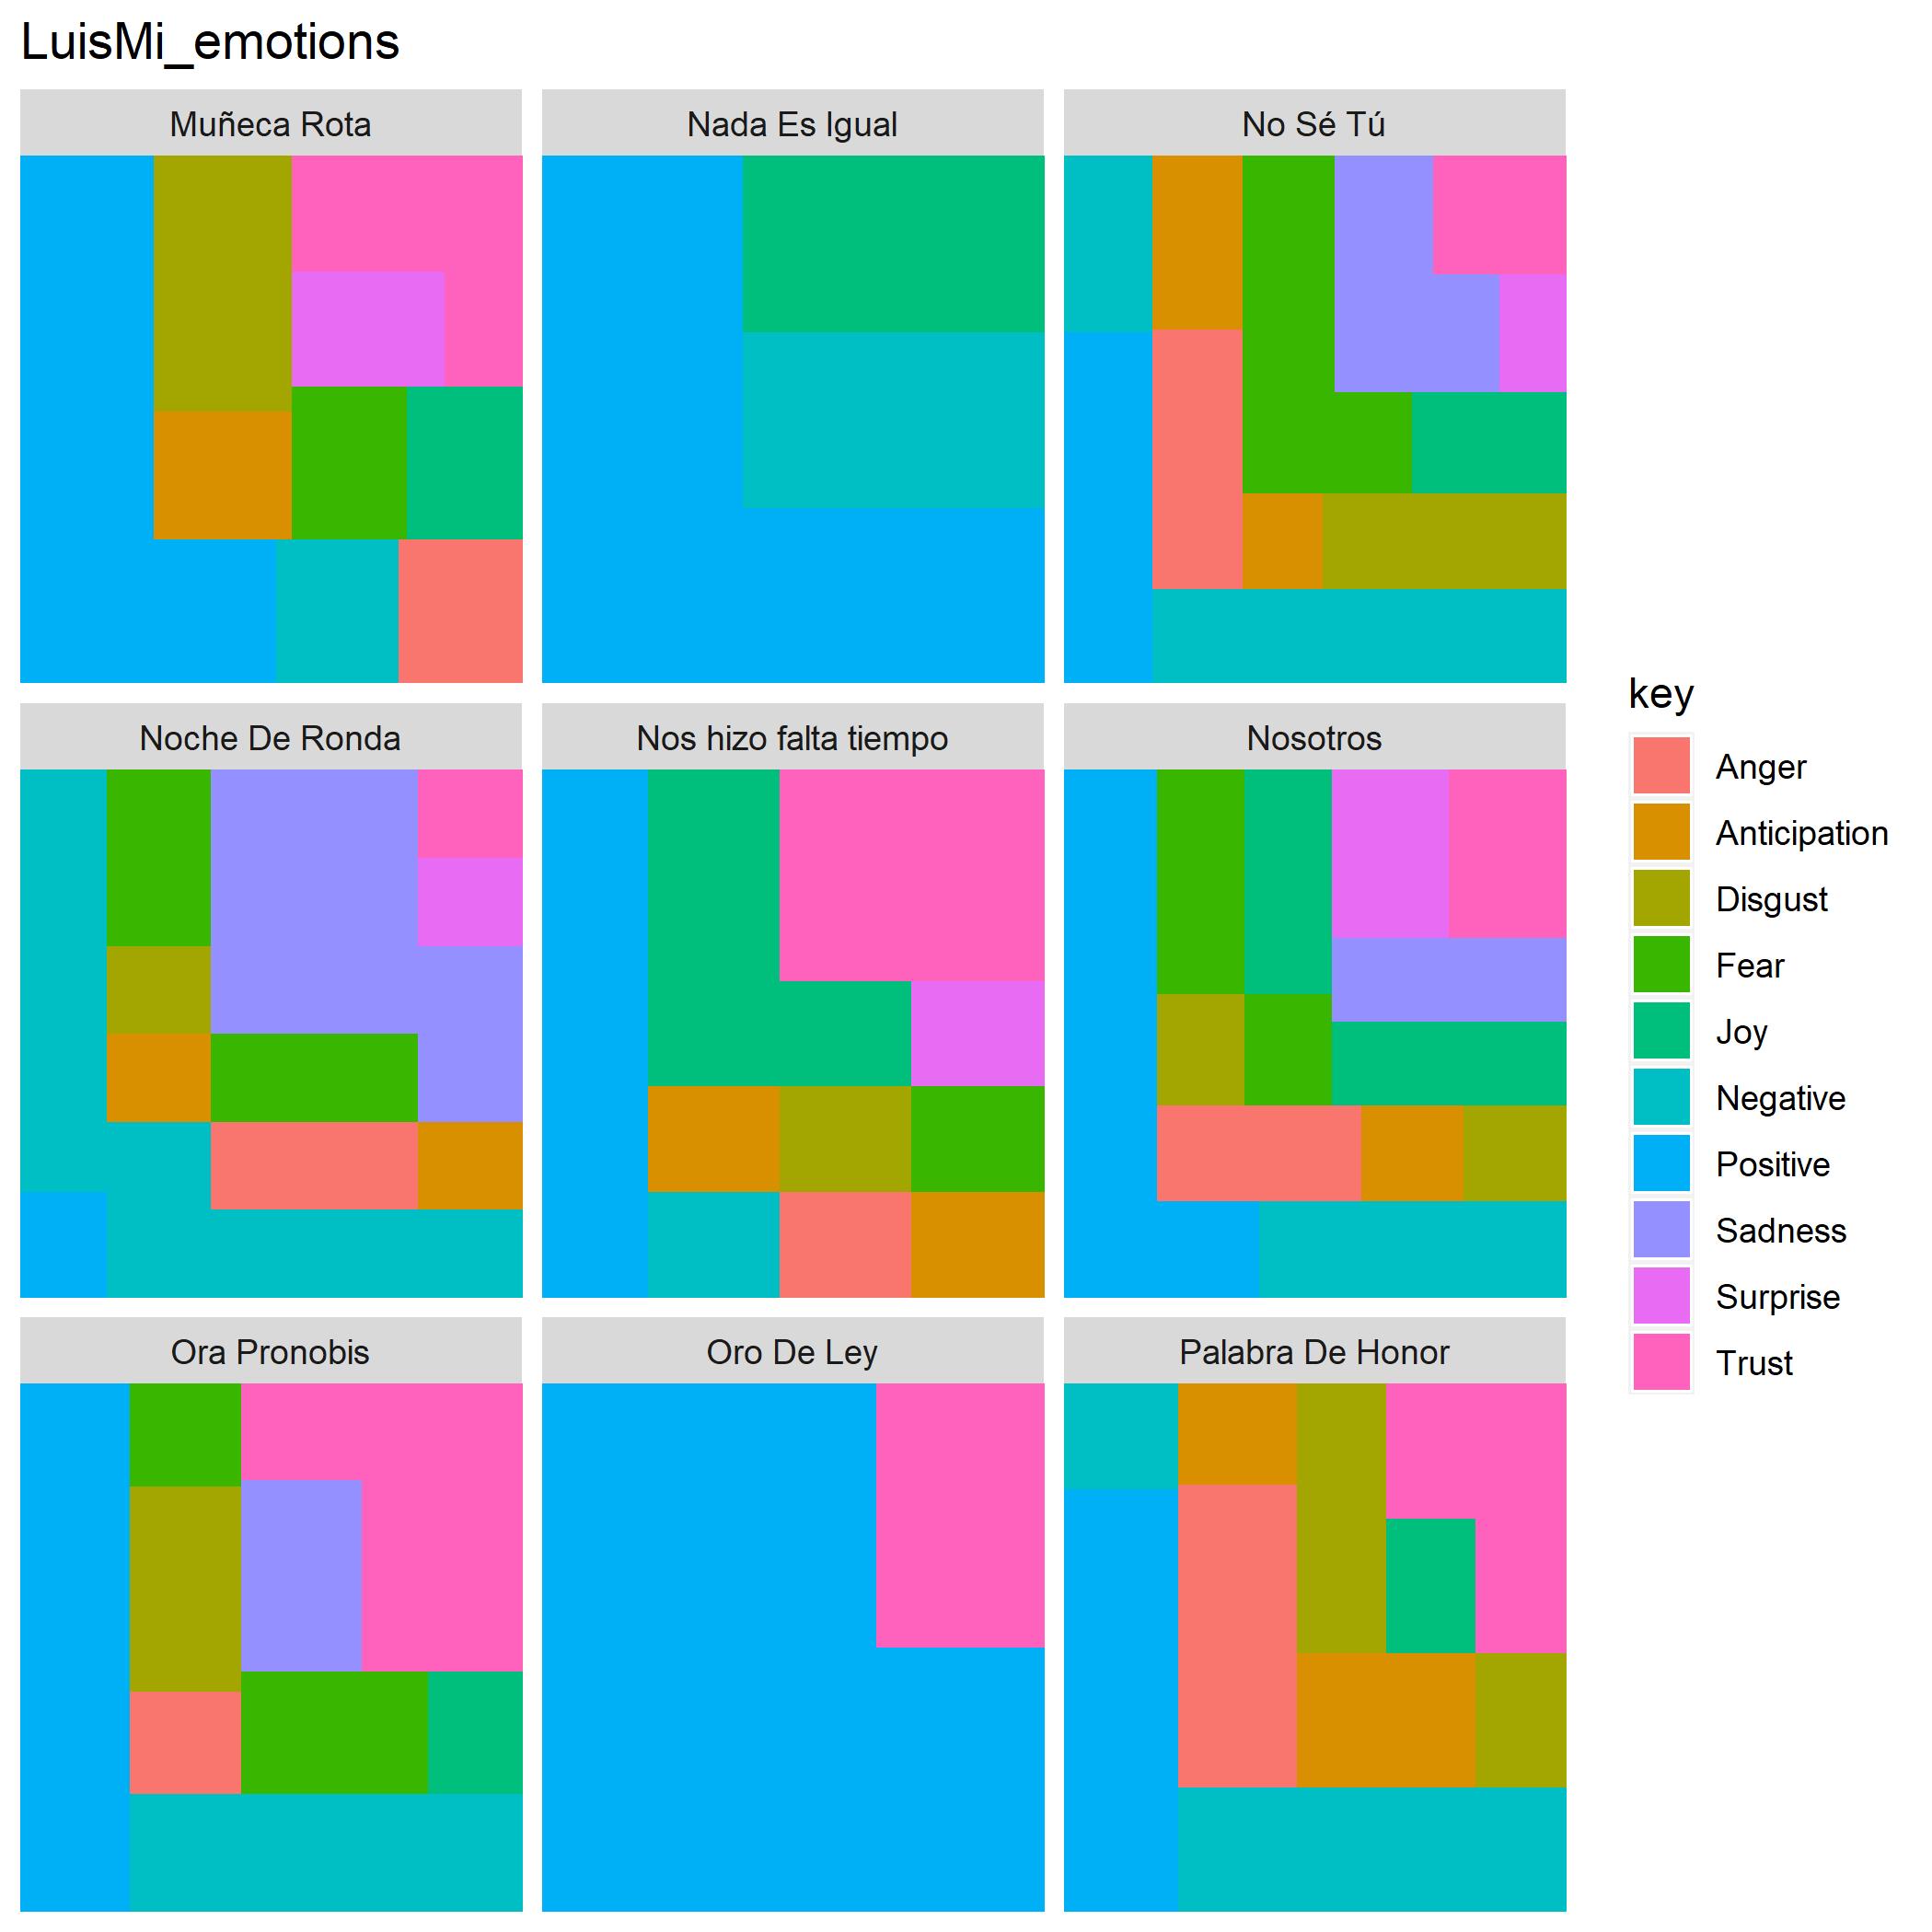 LuisMi_emotions
Muñeca Rota
Nada Es Igual
No Sé Tú
Noche De Ronda
Nos hizo falta tiempo
Nosotros
Ora Pronobis
Oro De Ley
Palabra De Honor
key
Anger
Anticipation
Disgust
Fear
Joy
Negative
Positive
Sadness
Surprise
Trust